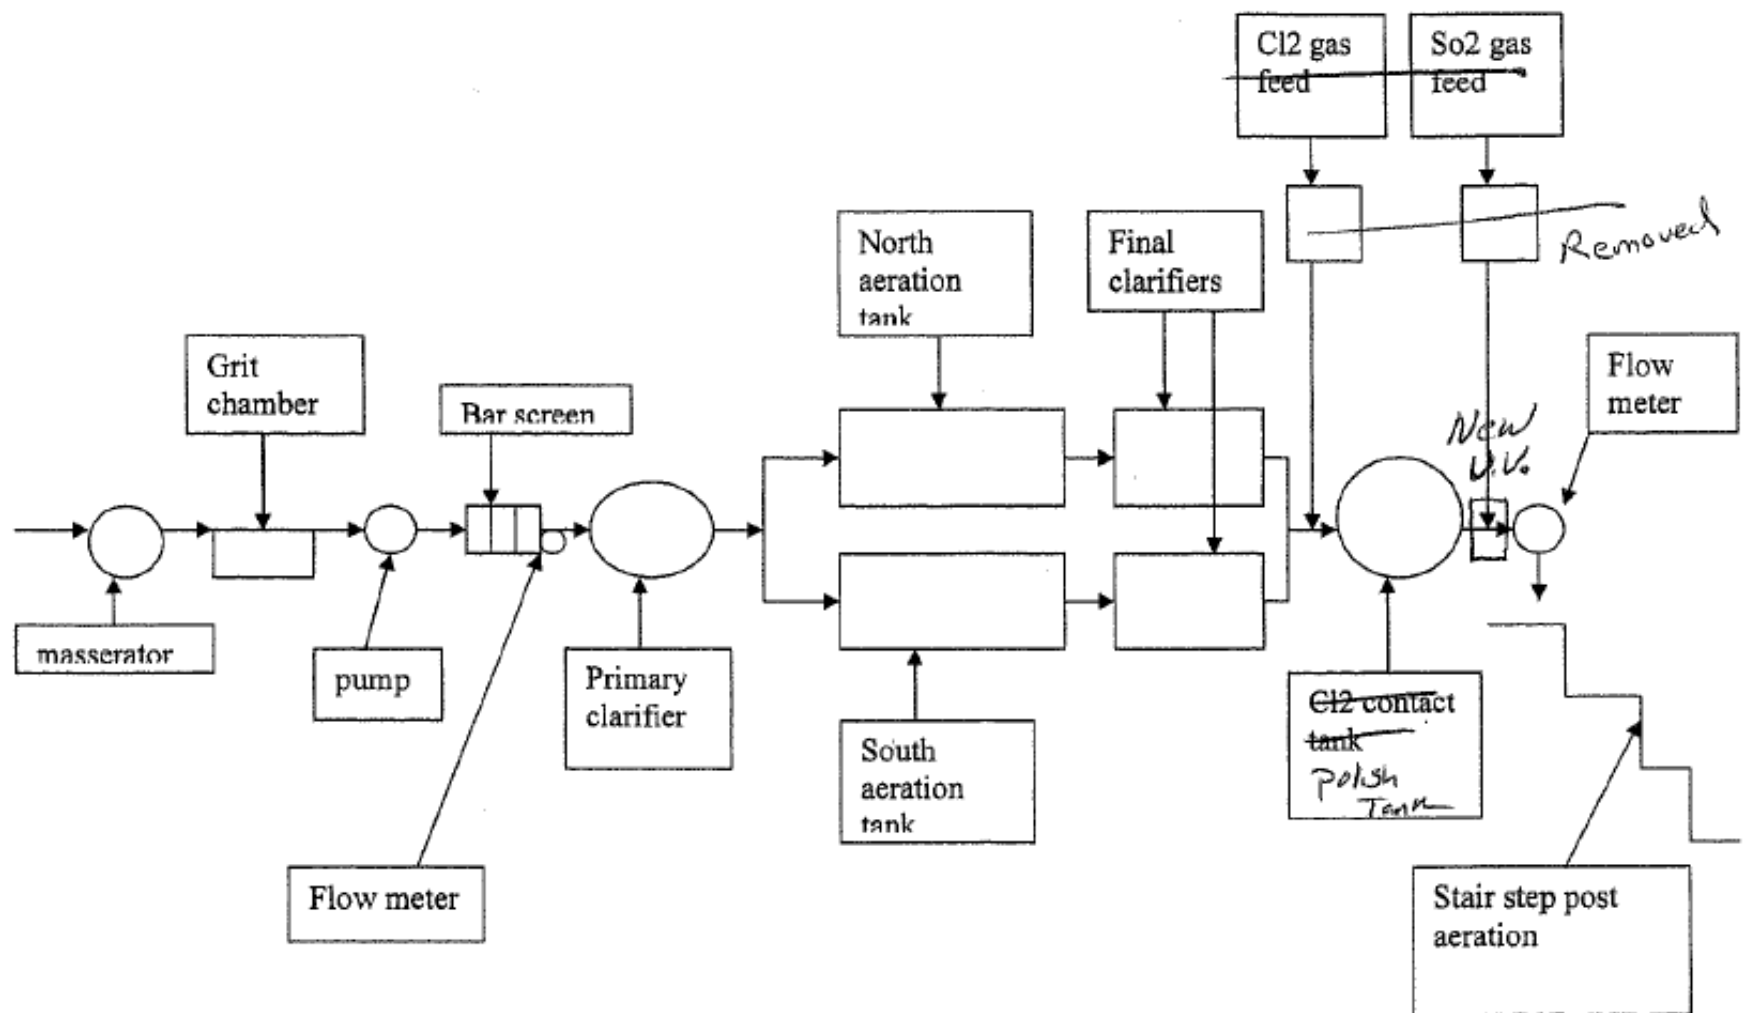 Cl2 gas
feed
So2 gas
feed
Removed
North
aeration
tank
Final
clarifiers
Grit
chamber
Bar screen
Flow
meter
New
U.V.
masserator
pump
Primary
clarifier
South
aeration
tank
Cl2 contact
tank
polish
Tank
Flow meter
Stair step post
aeration